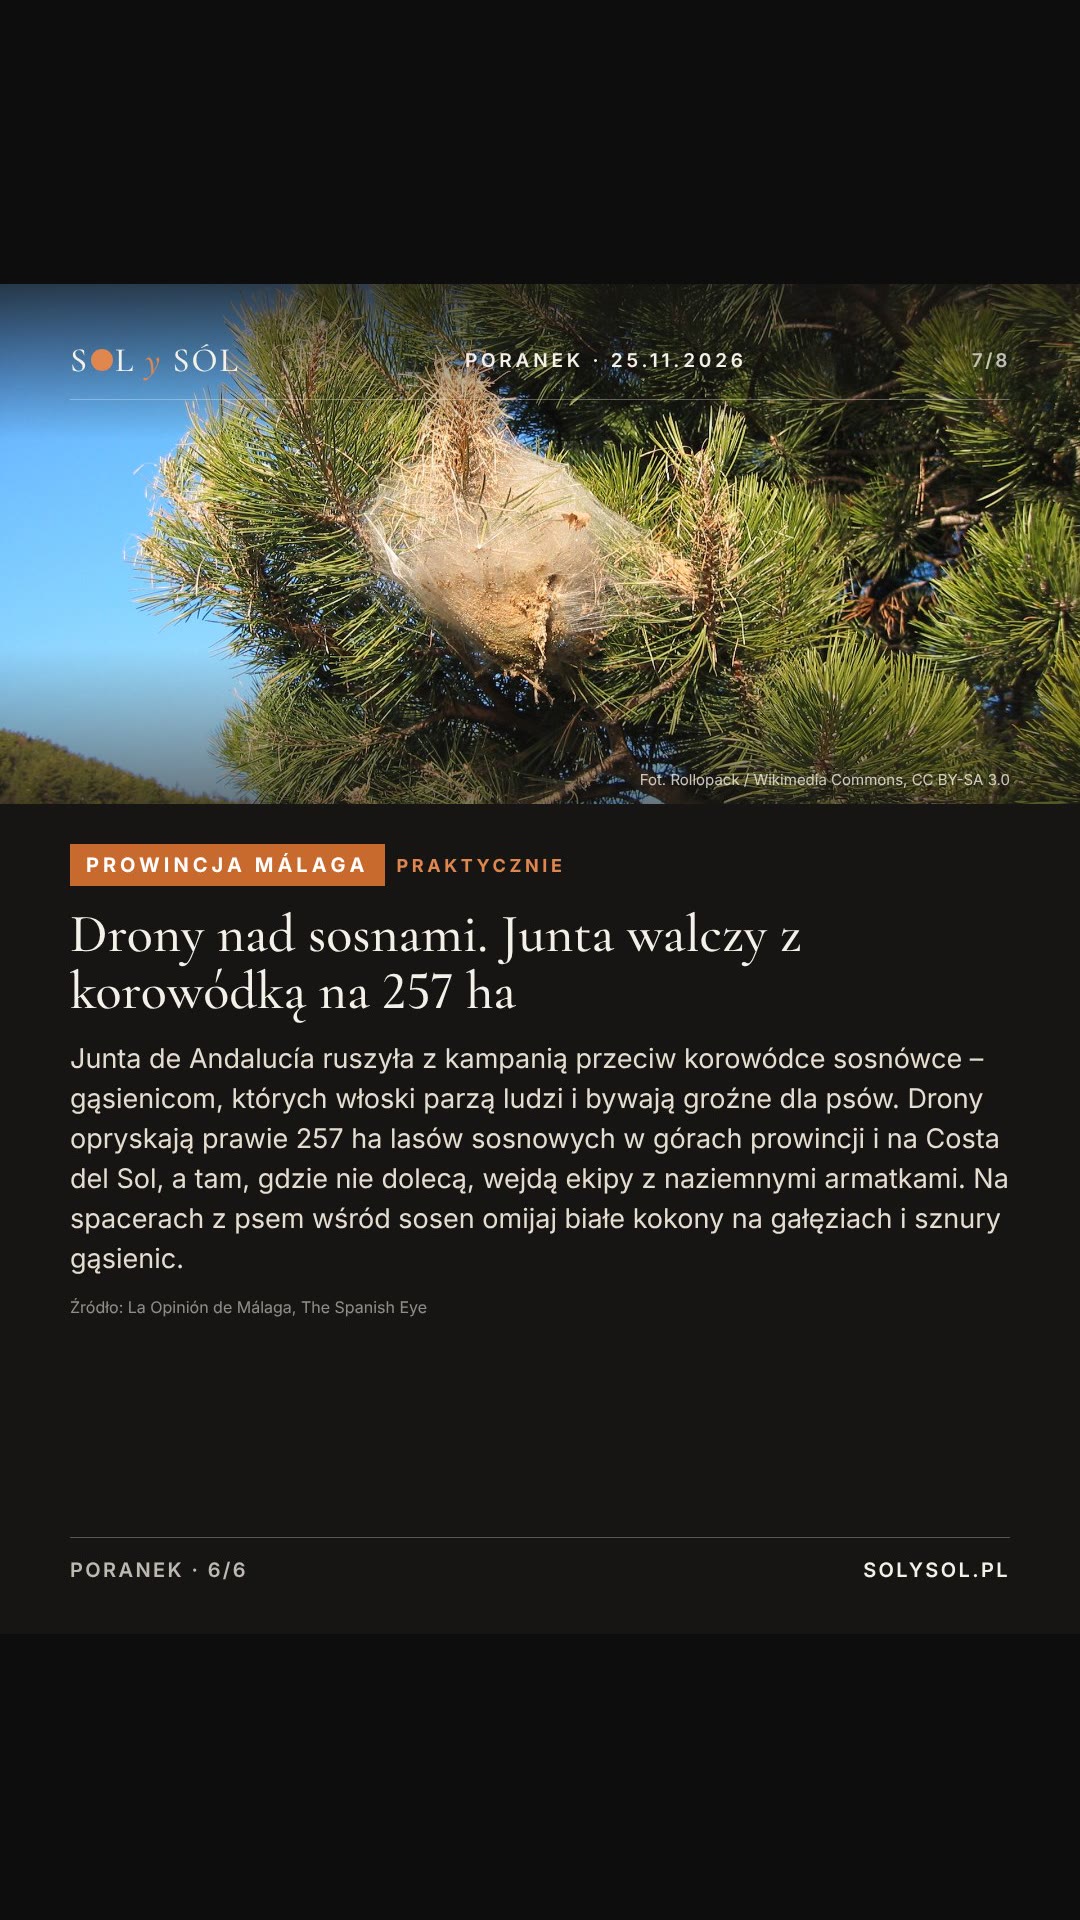 SOL y SÓL
PORANEK · 25.11.2026
7/8
Fot. Rollopack / Wikimedia Commons, CC BY-SA 3.0
PROWINCJA MÁLAGA PRAKTYCZNIE
Drony nad sosnami. Junta walczy z
korowódką na 257 ha
Junta de Andalucía ruszyła z kampanią przeciw korowódce sosnówce –
gąsienicom, których włoski parzą ludzi i bywają groźne dla psów. Drony
opryskają prawie 257 ha lasów sosnowych w górach prowincji i na Costa
del Sol, a tam, gdzie nie dolecą, wejdą ekipy z naziemnymi armatkami. Na
spacerach z psem wśród sosen omijaj białe kokony na gałęziach i sznury
gąsienic.
Źródło: La Opinión de Málaga, The Spanish Eye
PORANEK · 6/6
SOLYSOL.PL